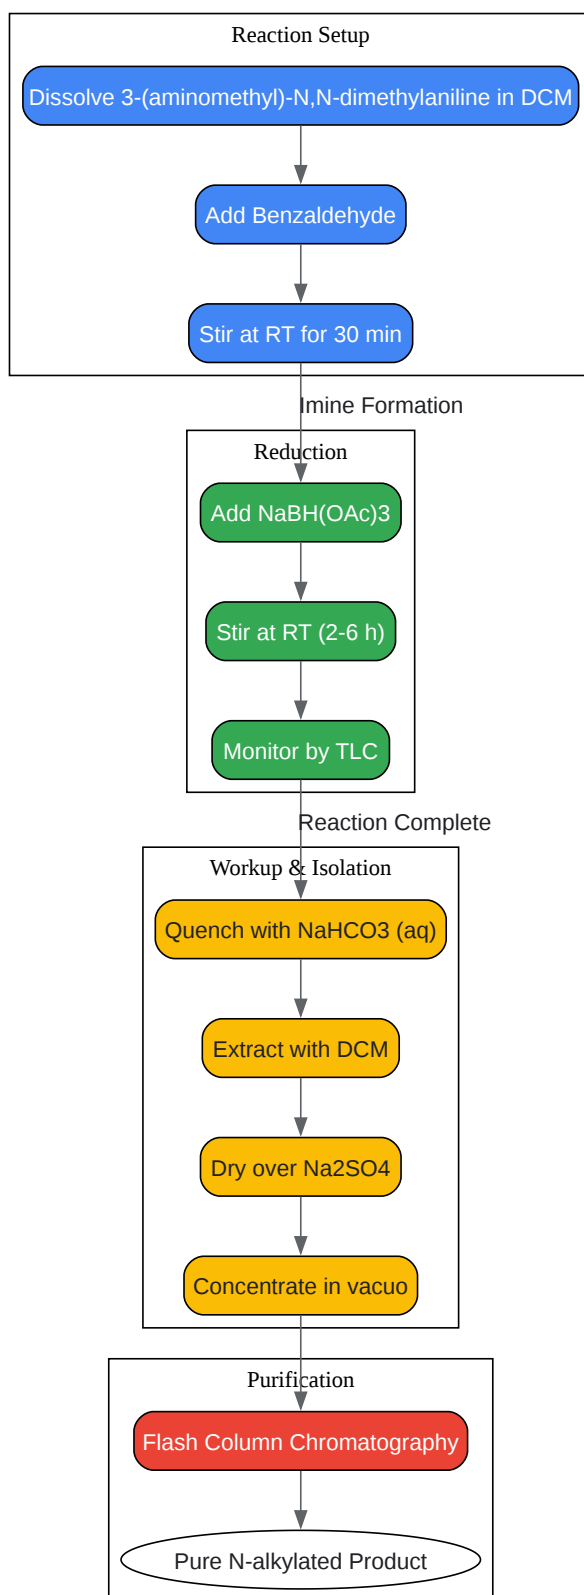 Reaction Setup
Dissolve 3-(aminomethyl)-N,N-dimethylaniline in DCM
Add Benzaldehyde
Stir at RT for 30 min
Imine Formation
Reduction
Add NaBH(OAc)3
Stir at RT (2-6 h)
Monitor by TLC
Reaction Complete
Workup & Isolation
Quench with NaHCO3 (aq)
Extract with DCM
Dry over Na2SO4
Concentrate in vacuo
Purification
Flash Column Chromatography
Pure N-alkylated Product